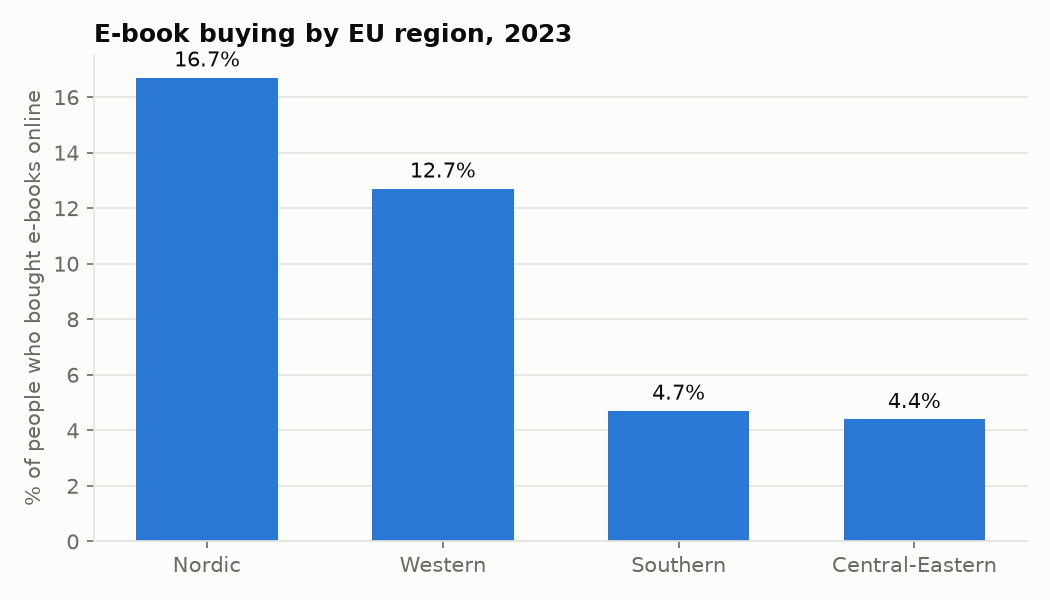 E-book buying by EU region, 2023
% of people who bought e-books online
16
14
12
10
8
6
4
2
0
16.7%
12.7%
4.7%
4.4%
Nordic
Western
Southern
Central-Eastern